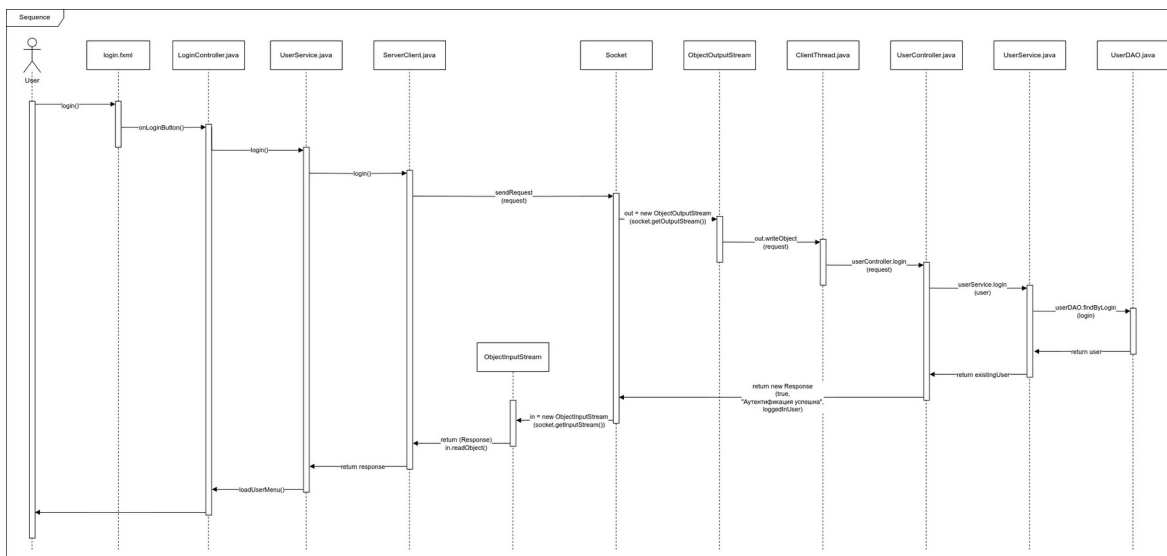 Sequence
User
login.fxml
LoginController.java
UserService.java
ServerClient.java
Socket
ObjectOutputStream
ClientThread.java
UserController.java
UserService.java
UserDAO.java
login()
onLoginButton()
login()
login()
sendRequest
(request)
out = new ObjectOutputStream
(socket.getOutputStream())
out.writeObject
(request)
userController.login
(request)
userService.login
(user)
userDAO.findByLogin
(login)
return user
ObjectInputStream
return existingUser
return new Response
(true,
"Аутентификация успешна",
loggedInUser)
in = new ObjectInputStream
(socket.getInputStream())
return (Response)
in.readObject()
return response
loadUserMenu()